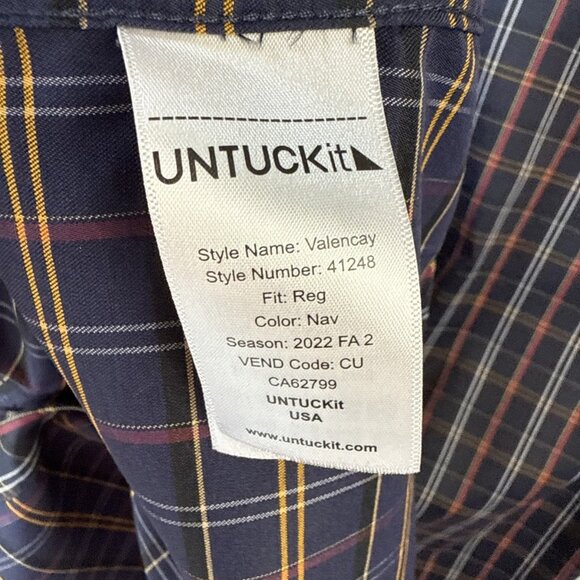 UNTUCKit
Style Name: Valencay
Style Number: 41248
Fit: Reg
Color: Nav
Season: 2022 FA 2
VEND Code: CU
CA62799
UNTUCKit
USA
www.untuckit.com